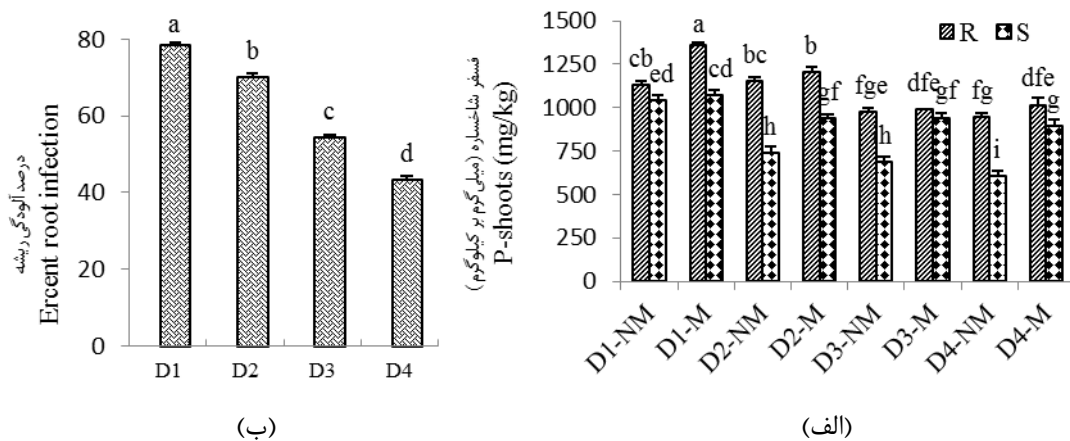 80
60
40
20
0
درصد آلودگی ریشه
Ercent root infection
a
b
c
d
D1
D2
D3
D4
(ب)
فسفر شاخساره (میلی‌گرم بر کیلوگرم)
P-shoots (mg/kg)
1500
1250
1000
750
500
250
0
R
S
cb
ed
a
cd
bc
h
b
gf
fge
h
dfe
gf
fg
i
dfe
g
D1-NM
D1-M
D2-NM
D2-M
D3-NM
D3-M
D4-NM
D4-M
(الف)